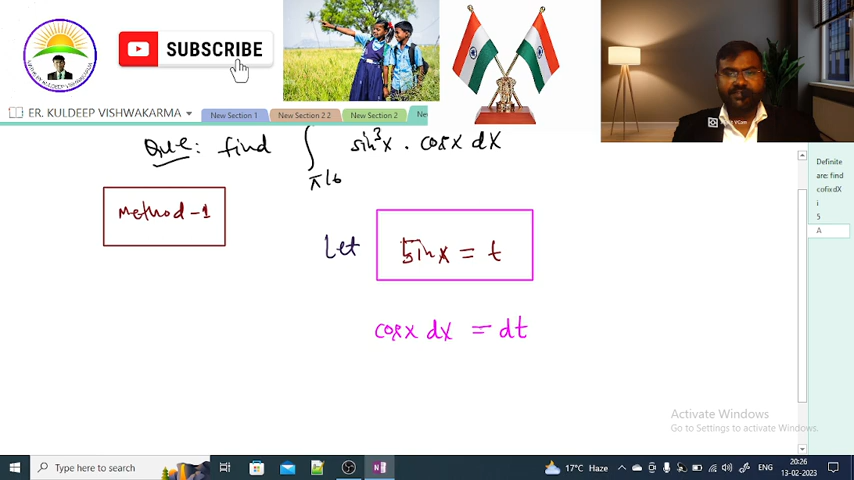 SUBSCRIBE
ER. KULDEEP VISHWAKARMA
New Section 1
New Section 2 2
New Section 2
Que: find ∫π/6 sin³x . cosx dx
Method-1
Let sinx = t
cosx dx = dt
Definite
are: find
cofixdX
i
5
A
Activate Windows
Go to Settings to activate Windows.
Type here to search
17°C Haze
ENG
20:26
13-02-2023